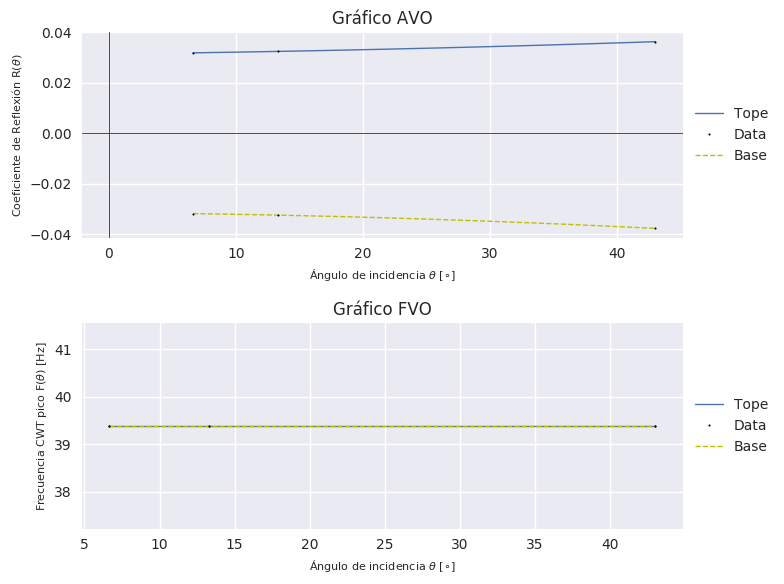 Gráfico AVO
Coeficiente de Reflexión R(θ)
0.04
0.02
0.00
−0.02
−0.04
0 10 20 30 40
Ángulo de incidencia θ [∘]
Tope
Data
Base
Gráfico FVO
Frecuencia CWT pico F(θ) [Hz]
41
40
39
38
5 10 15 20 25 30 35 40
Ángulo de incidencia θ [∘]
Tope
Data
Base